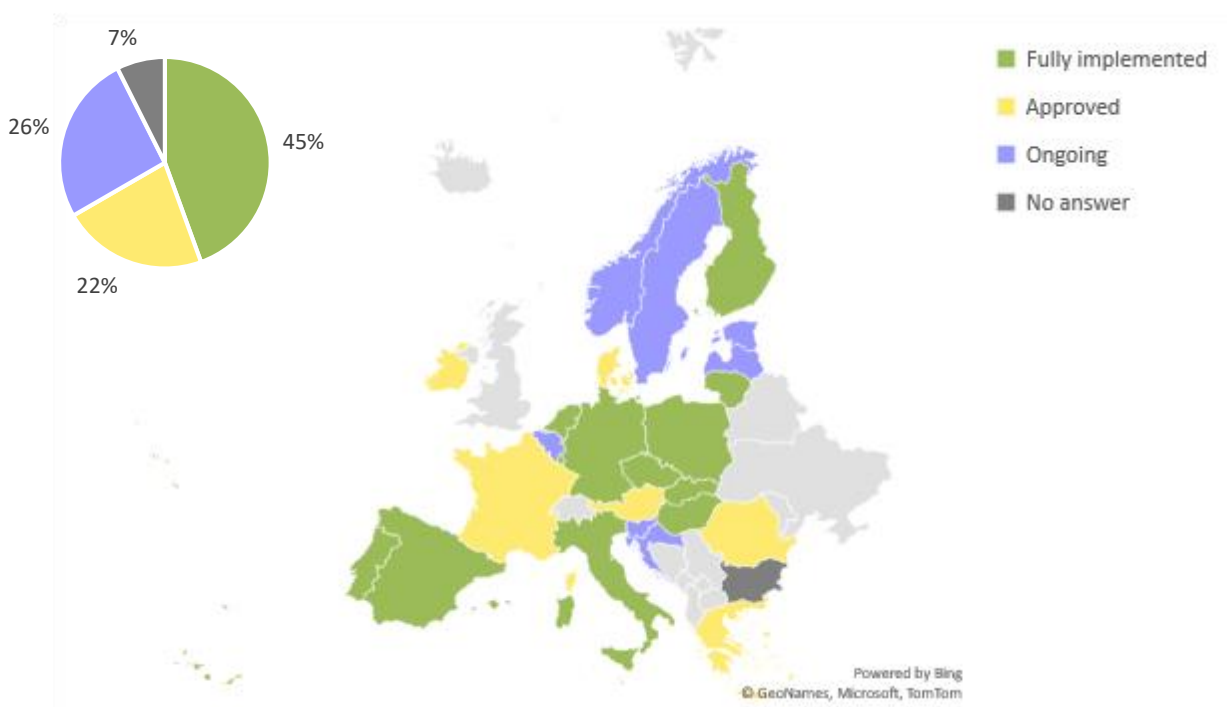 7%
26%
45%
22%
Fully implemented
Approved
Ongoing
No answer
Powered by Bing
© GeoNames, Microsoft, TomTom